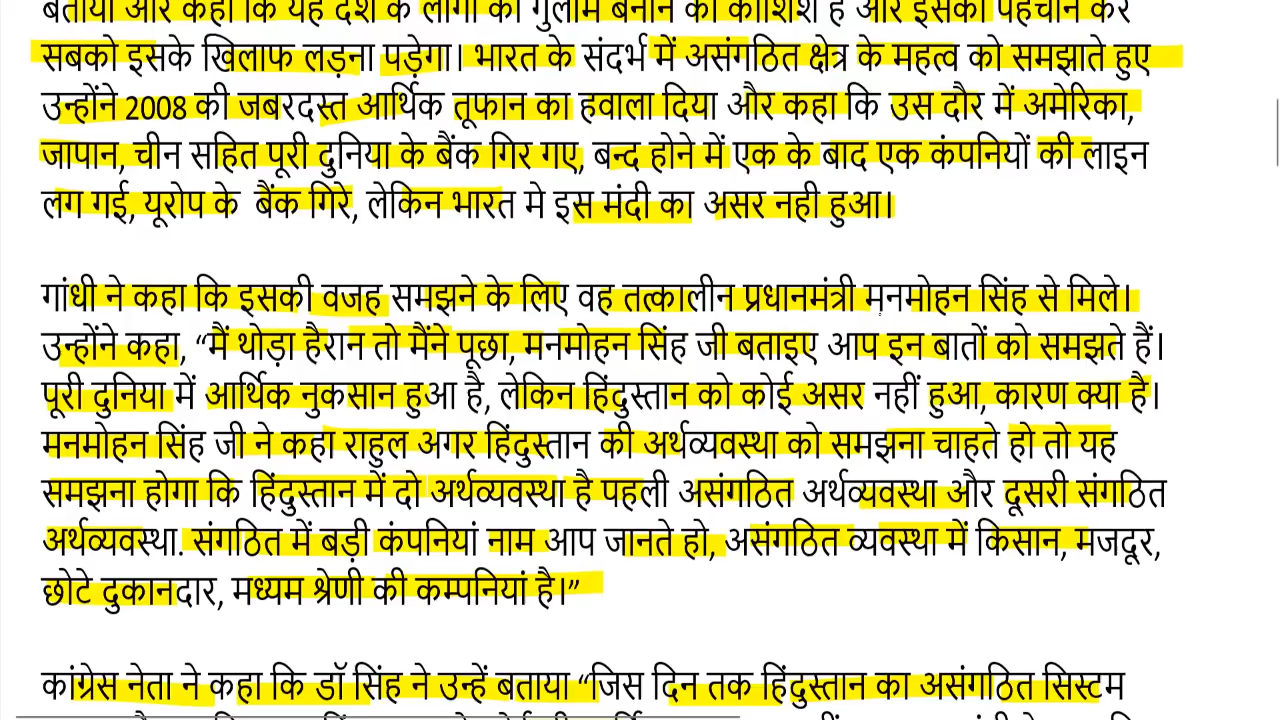 बताया और कहा कि यह देश के लोगों को गुलाम बनाने की कोशिश है और इसको पहचान कर
सबको इसके खिलाफ लड़ना पड़ेगा। भारत के संदर्भ में असंगठित क्षेत्र के महत्व को समझाते हुए
उन्होंने 2008 की जबरदस्त आर्थिक तूफान का हवाला दिया और कहा कि उस दौर में अमेरिका,
जापान, चीन सहित पूरी दुनिया के बैंक गिर गए, बन्द होने में एक के बाद एक कंपनियों की लाइन
लग गई, यूरोप के बैंक गिरे, लेकिन भारत मे इस मंदी का असर नही हुआ।
गांधी ने कहा कि इसकी वजह समझने के लिए वह तत्कालीन प्रधानमंत्री मनमोहन सिंह से मिले।
उन्होंने कहा, “मैं थोड़ा हैरान तो मैंने पूछा, मनमोहन सिंह जी बताइए आप इन बातों को समझते हैं।
पूरी दुनिया में आर्थिक नुकसान हुआ है, लेकिन हिंदुस्तान को कोई असर नहीं हुआ, कारण क्या है।
मनमोहन सिंह जी ने कहा राहुल अगर हिंदुस्तान की अर्थव्यवस्था को समझना चाहते हो तो यह
समझना होगा कि हिंदुस्तान में दो अर्थव्यवस्था है पहली असंगठित अर्थव्यवस्था और दूसरी संगठित
अर्थव्यवस्था. संगठित में बड़ी कंपनियां नाम आप जानते हो, असंगठित व्यवस्था में किसान, मजदूर,
छोटे दुकानदार, मध्यम श्रेणी की कम्पनियां है।”
कांग्रेस नेता ने कहा कि डॉ सिंह ने उन्हें बताया “जिस दिन तक हिंदुस्तान का असंगठित सिस्टम